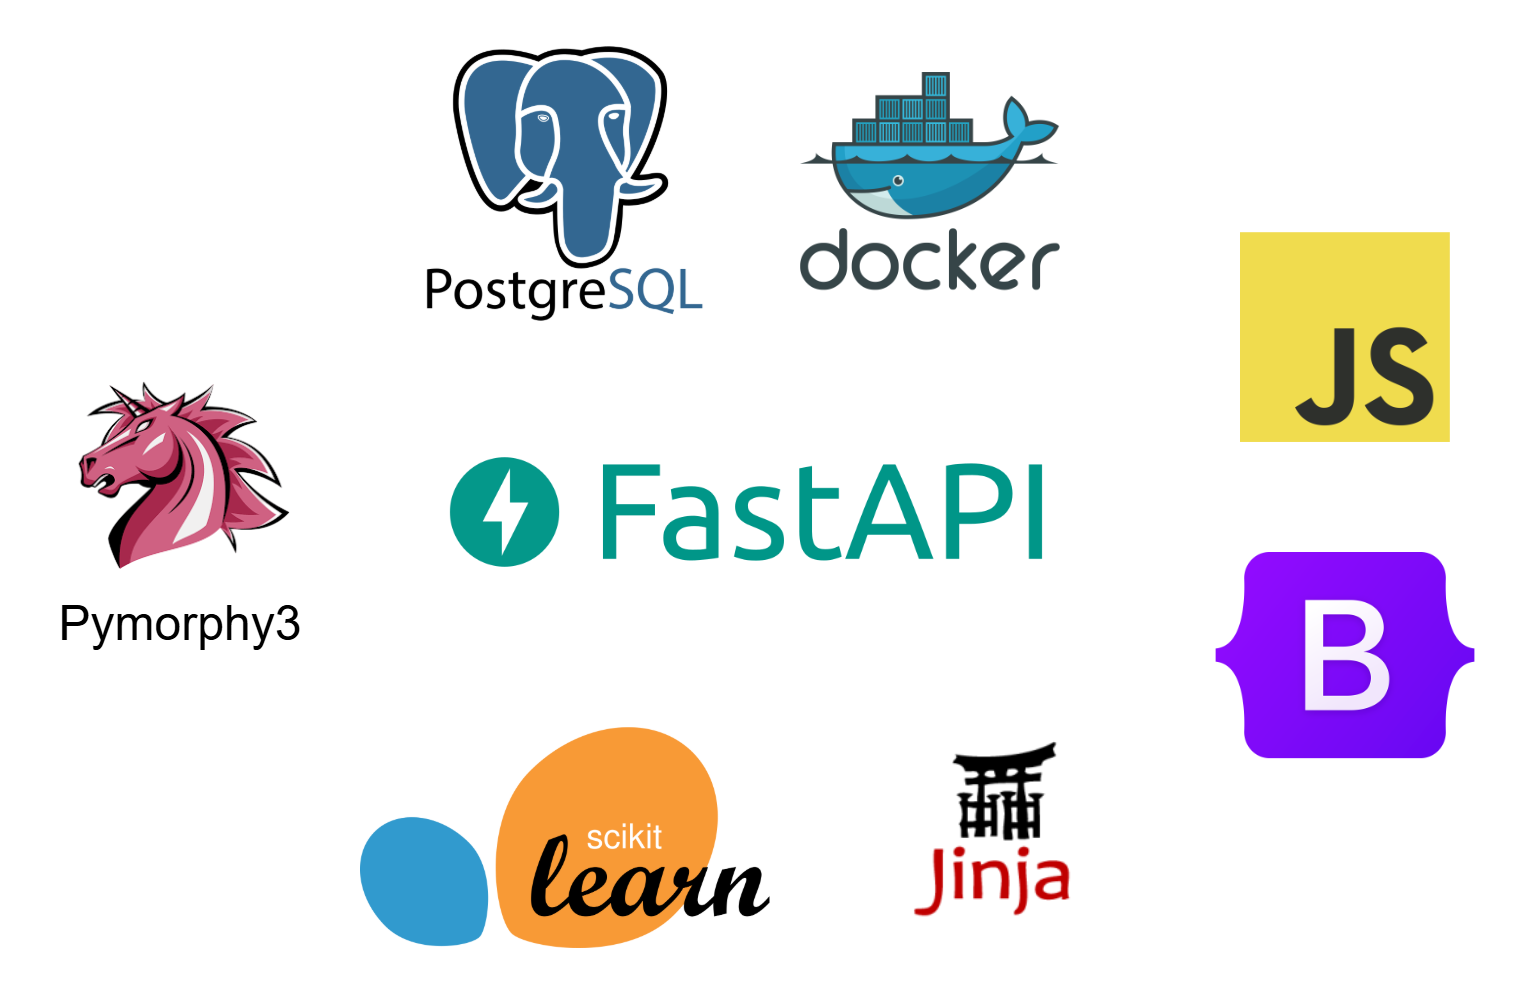 PostgreSQL
docker
JS
FastAPI
Pymorphy3
B
scikit
learn
Jinja